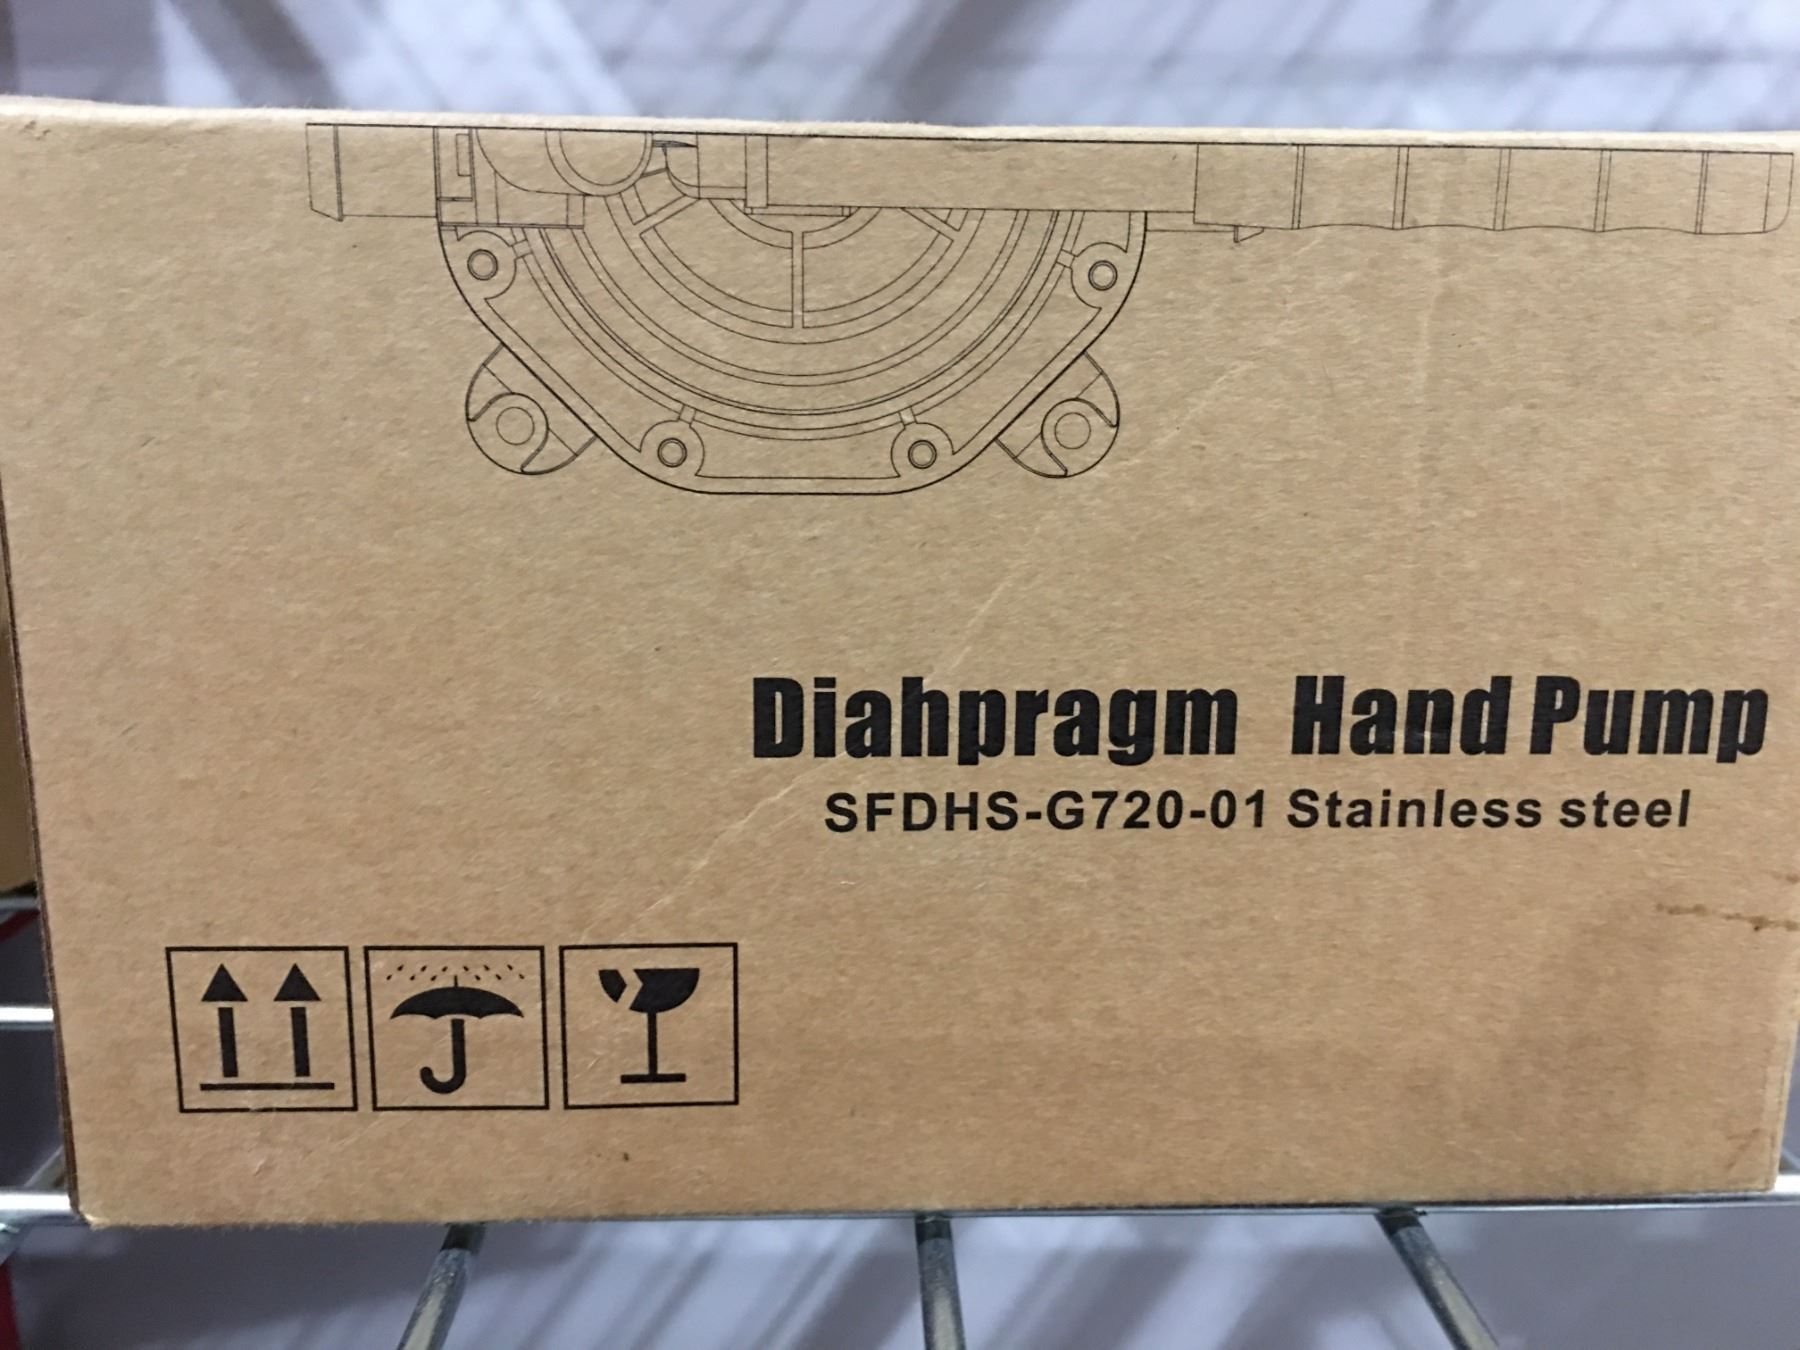 Diahpragm Hand Pump
SFDHS-G720-01 Stainless steel